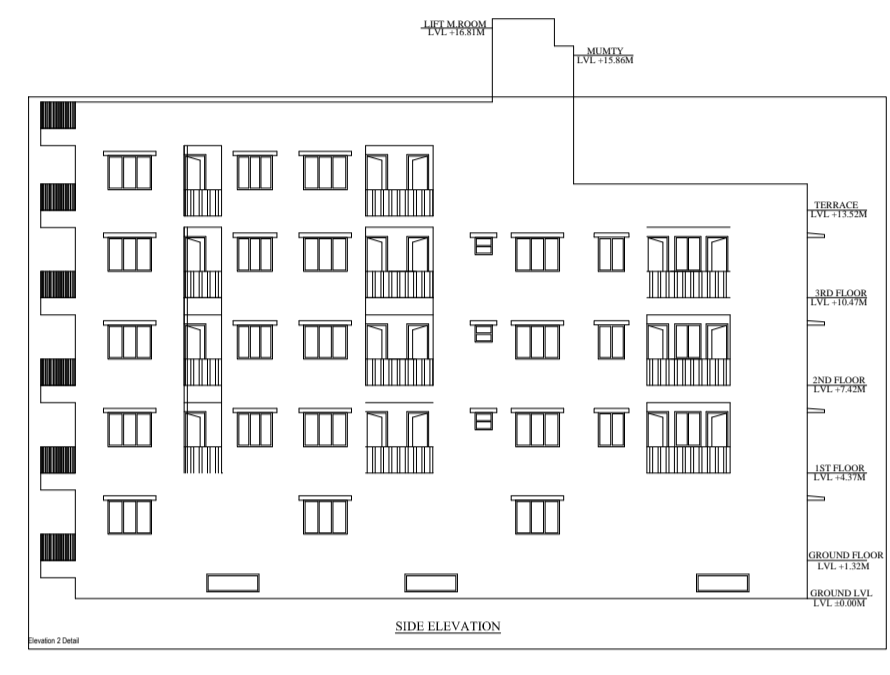 LIFT M.ROOM
LVL +16.81M
MUMTY
LVL +15.86M
TERRACE
LVL +13.52M
3RD FLOOR
LVL +10.47M
2ND FLOOR
LVL +7.42M
1ST FLOOR
LVL +4.37M
GROUND FLOOR
LVL +1.32M
GROUND LVL
LVL ±0.00M
SIDE ELEVATION
Elevation 2 Detail